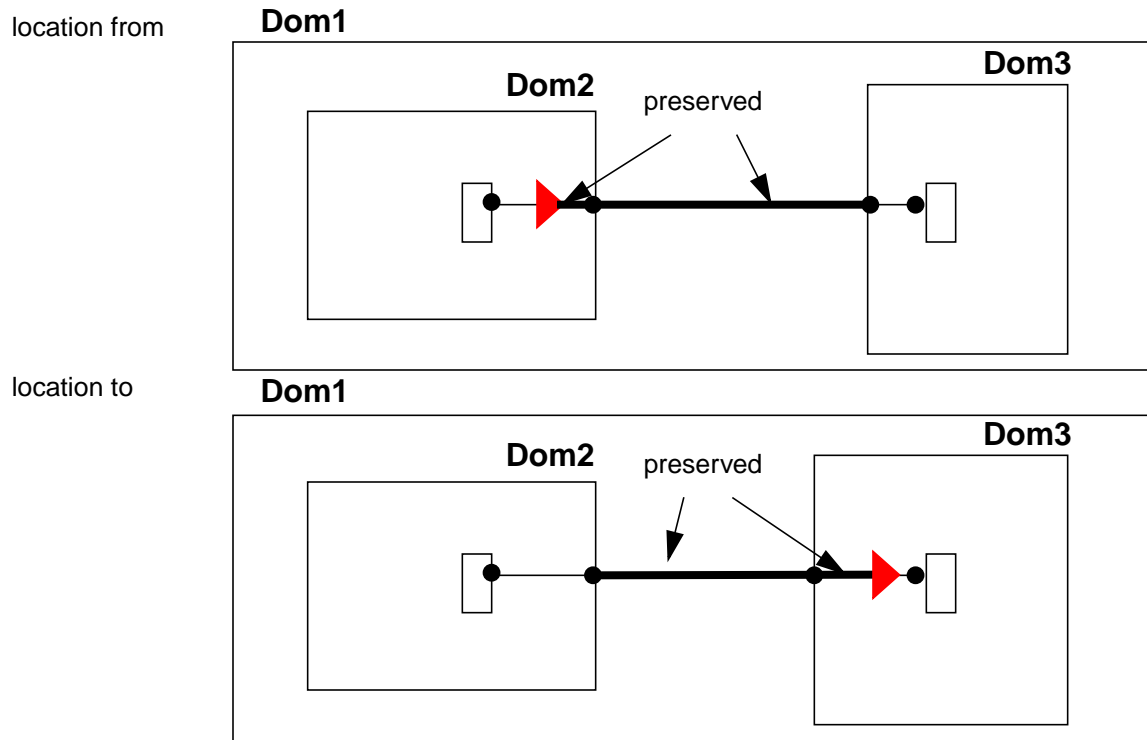 location from
Dom1
Dom3
Dom2
preserved
location to
Dom1
Dom3
Dom2
preserved